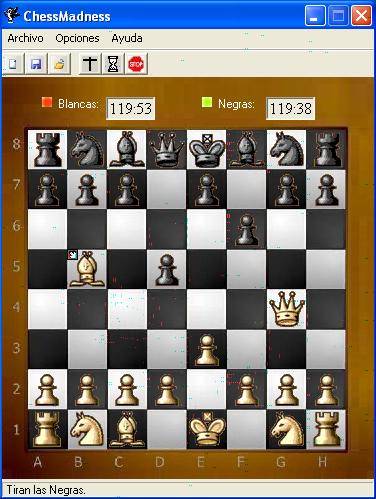 ChessMadness
Archivo Opciones Ayuda
STOP
Blancas: 119:53 Negras: 119:38
8
7
6
5
4
3
2
1
A B C D E F G H
Tiran las Negras.